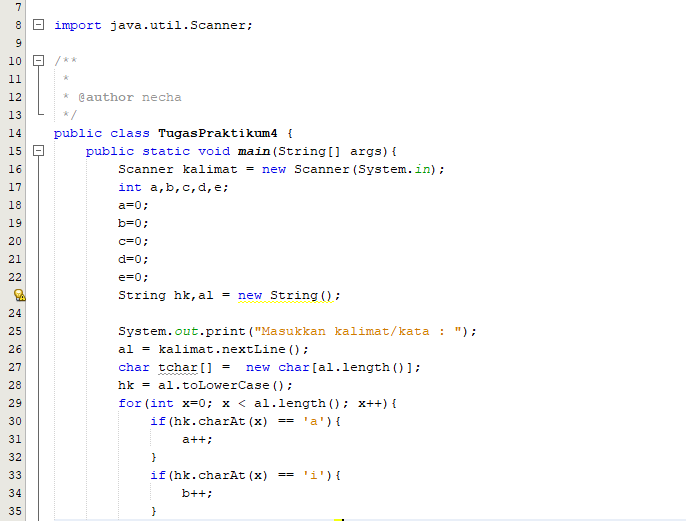 7
8 import java.util.Scanner;
9
10 /**
11 *
12 * @author necha
13 */
14 public class TugasPraktikum4 {
15 public static void main(String[] args){
16 Scanner kalimat = new Scanner(System.in);
17 int a,b,c,d,e;
18 a=0;
19 b=0;
20 c=0;
21 d=0;
22 e=0;
String hk,al = new String();
24
25 System.out.print("Masukkan kalimat/kata : ");
26 al = kalimat.nextLine();
27 char tchar[] =  new char[al.length()];
28 hk = al.toLowerCase();
29 for(int x=0; x < al.length(); x++){
30 if(hk.charAt(x) == 'a'){
31 a++;
32 }
33 if(hk.charAt(x) == 'i'){
34 b++;
35 }